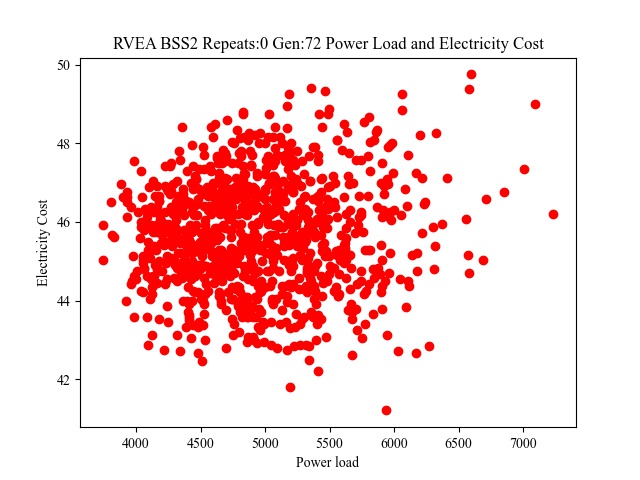 RVEA BSS2 Repeats:0 Gen:72 Power Load and Electricity Cost
50
48
46
44
42
Electricity Cost
4000 4500 5000 5500 6000 6500 7000
Power load